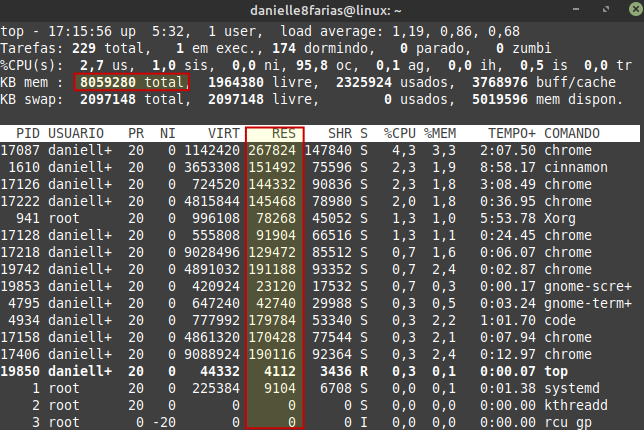 danielle8farias@linux: ~
top - 17:15:56 up  5:32,  1 user,  load average: 1,19, 0,86, 0,68
Tarefas: 229 total,   1 em exec., 174 dormindo,   0 parado,   0 zumbi
%CPU(s):  2,7 us,  1,0 sis,  0,0 ni, 95,8 oc,  0,1 ag,  0,0 ih,  0,5 is  0,0 tr
KB mem :  8059280 total,  1964380 livre,  2325924 usados,  3768976 buff/cache
KB swap:  2097148 total,  2097148 livre,        0 usados.  5019596 mem dispon.
PID USUARIO PR NI VIRT RES SHR S %CPU %MEM TEMPO+ COMANDO
17087 daniell+ 20 0 1142420 267824 147840 S 4,3 3,3 2:07.50 chrome
1610 daniell+ 20 0 3653308 151492 75596 S 2,3 1,9 8:58.17 cinnamon
17126 daniell+ 20 0 724520 144332 90836 S 2,3 1,8 3:08.49 chrome
17222 daniell+ 20 0 4815844 145468 78980 S 2,0 1,8 0:36.95 chrome
941 root 20 0 996108 78268 45052 S 1,3 1,0 5:53.78 Xorg
17128 daniell+ 20 0 555808 91904 66516 S 1,3 1,1 0:24.45 chrome
17218 daniell+ 20 0 9028496 129472 85512 S 0,7 1,6 0:06.07 chrome
19742 daniell+ 20 0 4891032 191188 93352 S 0,7 2,4 0:02.87 chrome
19853 daniell+ 20 0 420924 23120 17532 S 0,7 0,3 0:00.17 gnome-scre+
4795 daniell+ 20 0 647240 42740 29988 S 0,3 0,5 0:03.24 gnome-term+
4934 daniell+ 20 0 777992 179784 53340 S 0,3 2,2 1:01.70 code
17158 daniell+ 20 0 4861320 170428 77544 S 0,3 2,1 0:07.94 chrome
17406 daniell+ 20 0 9088924 190116 92364 S 0,3 2,4 0:12.97 chrome
19850 daniell+ 20 0 44332 4112 3436 R 0,3 0,1 0:00.07 top
1 root 20 0 225384 9104 6708 S 0,0 0,1 0:01.38 systemd
2 root 20 0 0 0 0 S 0,0 0,0 0:00.00 kthreadd
3 root 0 -20 0 0 0 I 0,0 0,0 0:00.00 rcu_gp